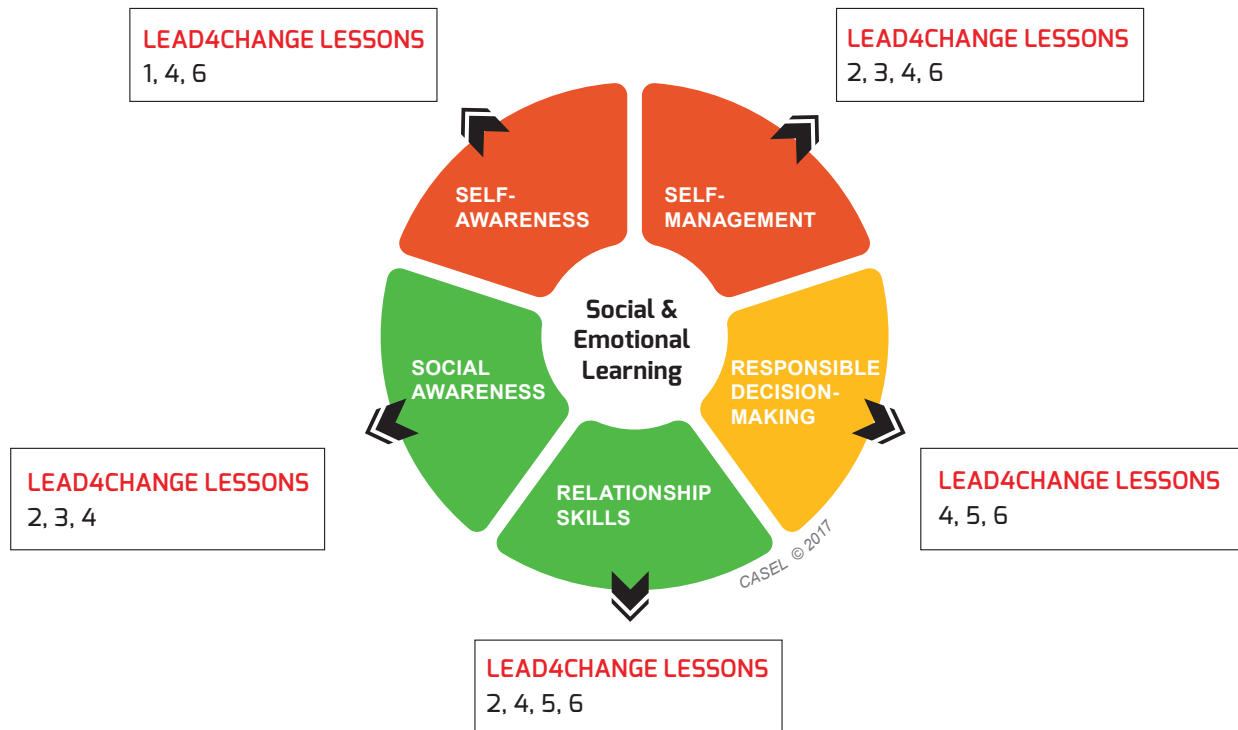 LEAD4CHANGE LESSONS
1, 4, 6
LEAD4CHANGE LESSONS
2, 3, 4, 6
SELF-
AWARENESS
SELF-
MANAGEMENT
Social &
Emotional
Learning
SOCIAL
AWARENESS
RESPONSIBLE
DECISION-
MAKING
LEAD4CHANGE LESSONS
2, 3, 4
RELATIONSHIP
SKILLS
LEAD4CHANGE LESSONS
4, 5, 6
CASEL © 2017
LEAD4CHANGE LESSONS
2, 4, 5, 6